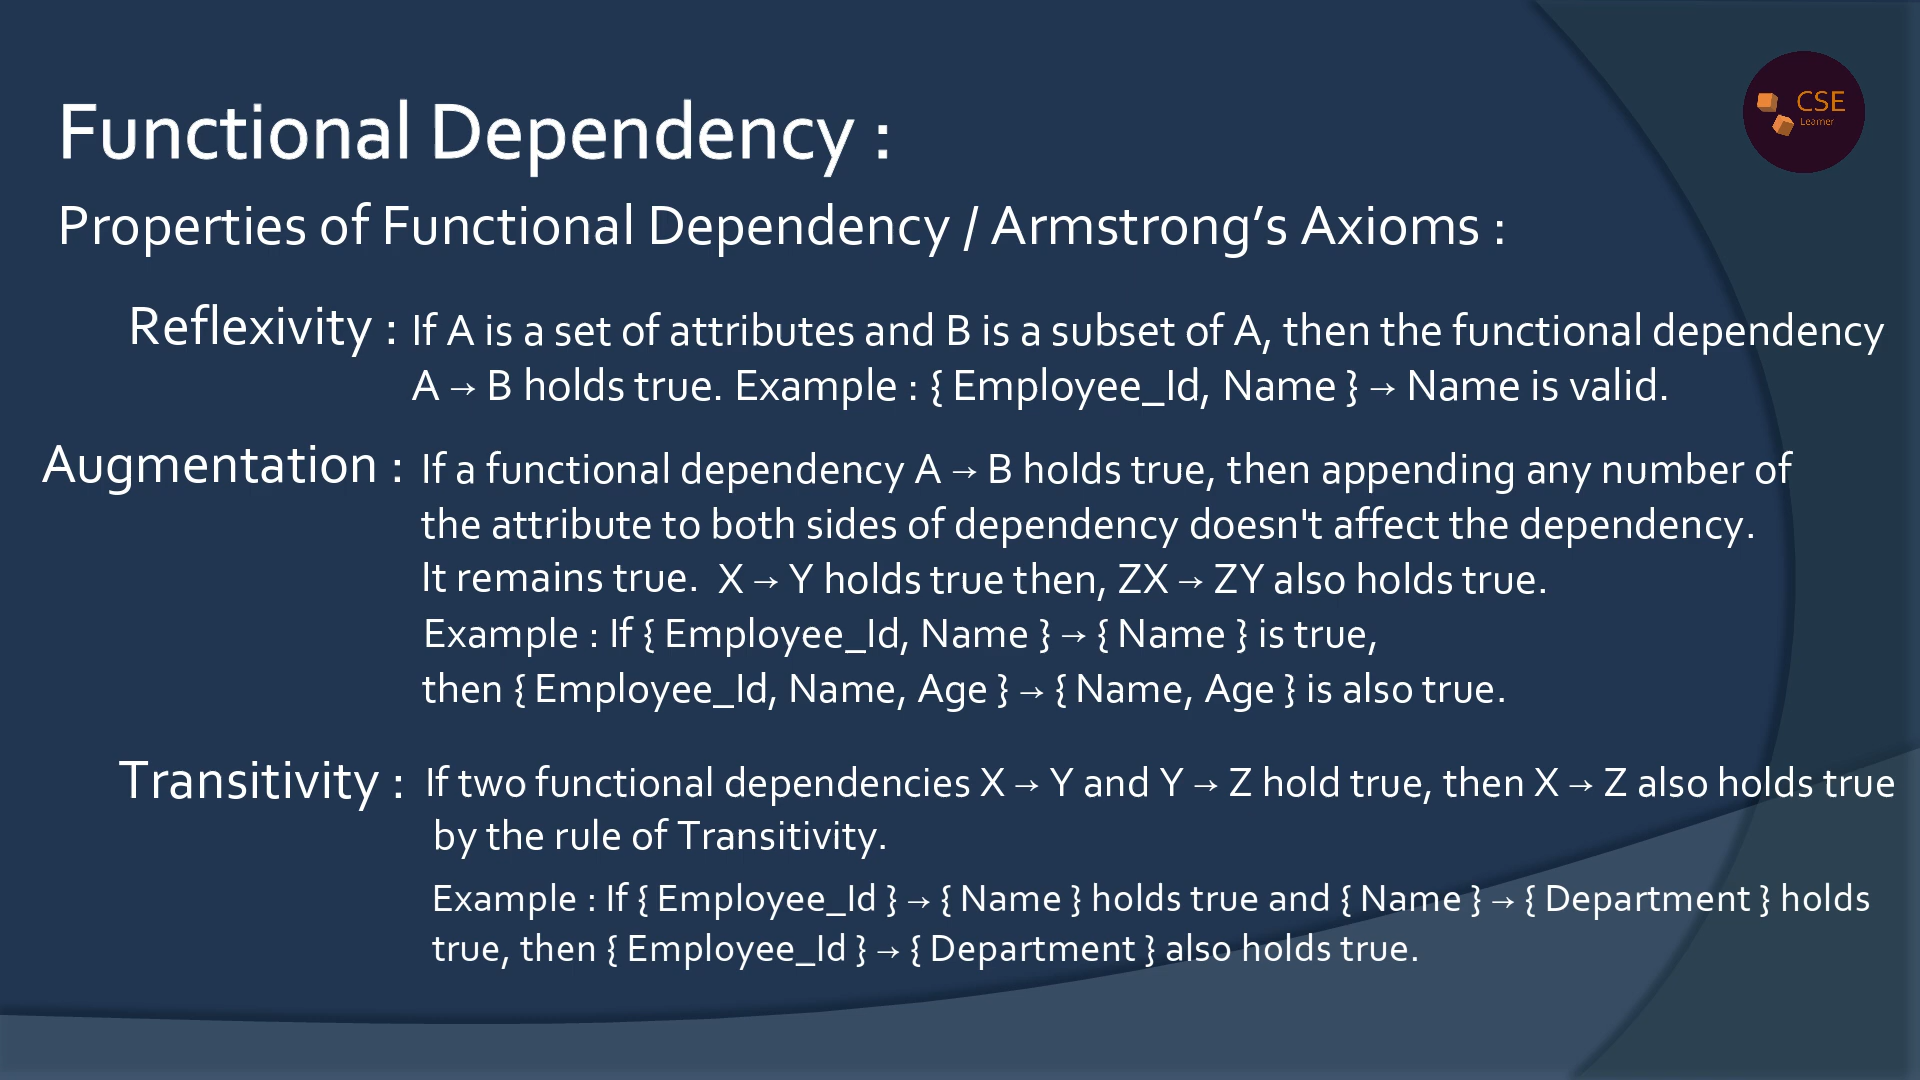 CSE
Learner
Functional Dependency :
Properties of Functional Dependency / Armstrong’s Axioms :
Reflexivity : If A is a set of attributes and B is a subset of A, then the functional dependency
A → B holds true. Example : { Employee_Id, Name } → Name is valid.
Augmentation : If a functional dependency A → B holds true, then appending any number of
the attribute to both sides of dependency doesn't affect the dependency.
It remains true. X → Y holds true then, ZX → ZY also holds true.
Example : If { Employee_Id, Name } → { Name } is true,
then { Employee_Id, Name, Age } → { Name, Age } is also true.
Transitivity : If two functional dependencies X → Y and Y → Z hold true, then X → Z also holds true
by the rule of Transitivity.
Example : If { Employee_Id } → { Name } holds true and { Name } → { Department } holds
true, then { Employee_Id } → { Department } also holds true.